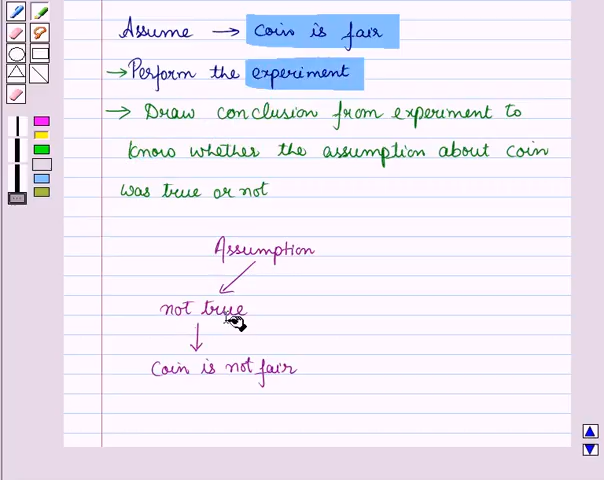 Assume → coin is fair
→ Perform the experiment
→ Draw conclusion from experiment to
know whether the assumption about coin
was true or not
Assumption
not true
Coin is not fair